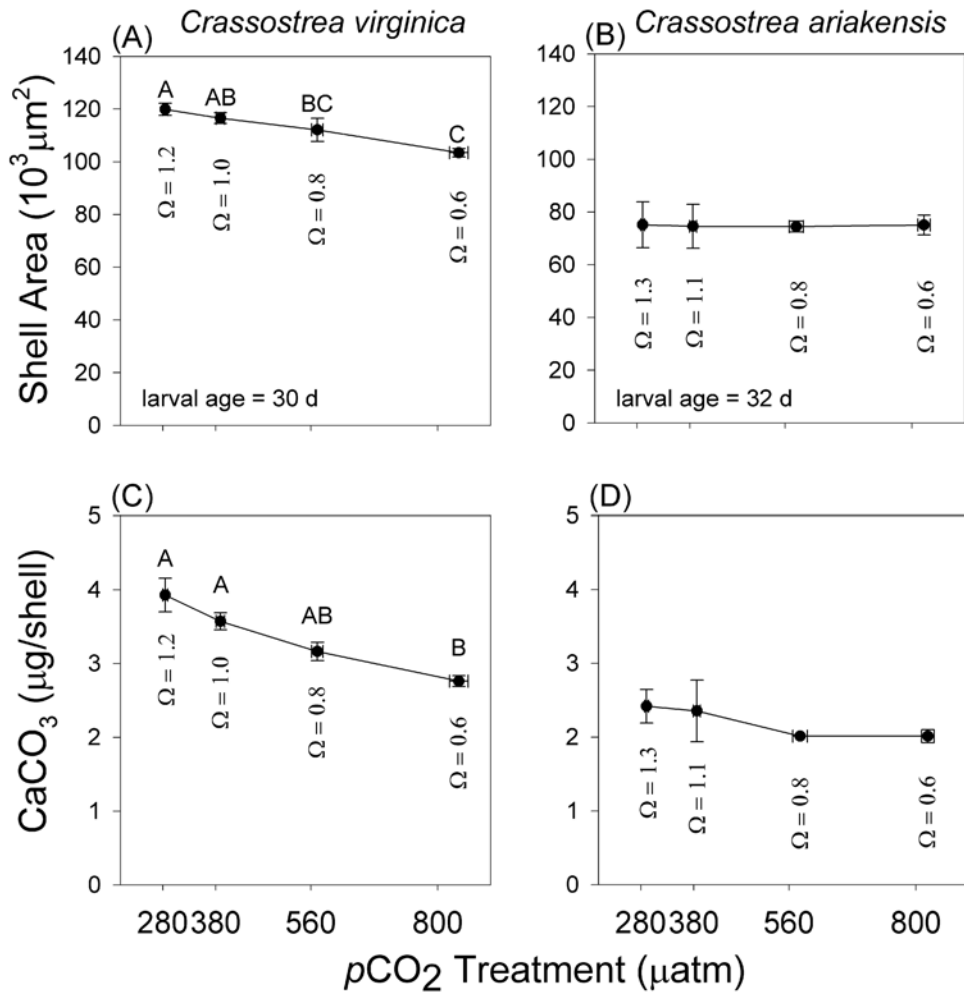 Crassostrea virginica
Crassostrea ariakensis
(A)
(B)
Shell Area (10³μm²)
140
120
100
80
60
40
20
0
A
AB
BC
C
Ω = 1.2
Ω = 1.0
Ω = 0.8
Ω = 0.6
larval age = 30 d
140
120
100
80
60
40
20
0
Ω = 1.3
Ω = 1.1
Ω = 0.8
Ω = 0.6
larval age = 32 d
(C)
(D)
CaCO₃ (μg/shell)
5
4
3
2
1
0
A
A
AB
B
Ω = 1.2
Ω = 1.0
Ω = 0.8
Ω = 0.6
5
4
3
2
1
0
Ω = 1.3
Ω = 1.1
Ω = 0.8
Ω = 0.6
280 380 560 800
280 380 560 800
pCO₂ Treatment (μatm)